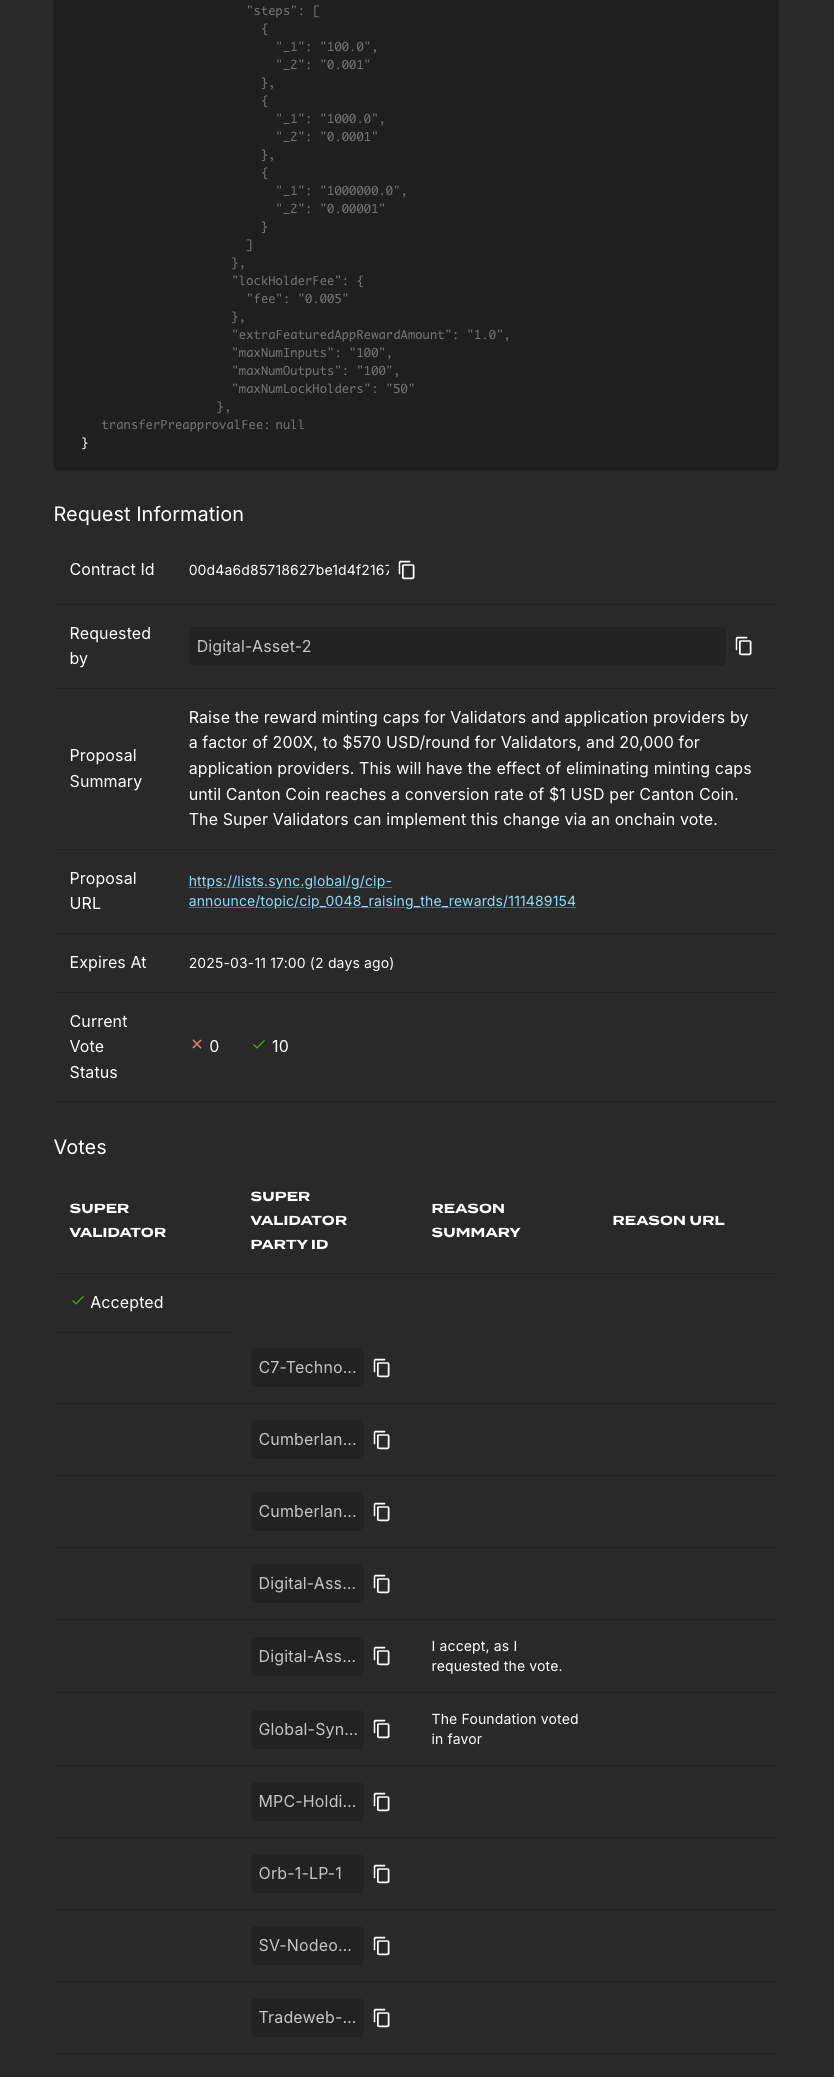 "steps": [
{
"_1": "100.0",
"_2": "0.001"
},
{
"_1": "1000.0",
"_2": "0.0001"
},
{
"_1": "1000000.0",
"_2": "0.00001"
}
]
},
"lockHolderFee": {
"fee": "0.005"
},
"extraFeaturedAppRewardAmount": "1.0",
"maxNumInputs": "100",
"maxNumOutputs": "100",
"maxNumLockHolders": "50"
},
transferPreapprovalFee: null
}
Request Information
Contract Id
00d4a6d85718627be1d4f2167
Requested
by
Digital-Asset-2
Proposal
Summary
Raise the reward minting caps for Validators and application providers by
a factor of 200X, to $570 USD/round for Validators, and 20,000 for
application providers. This will have the effect of eliminating minting caps
until Canton Coin reaches a conversion rate of $1 USD per Canton Coin.
The Super Validators can implement this change via an onchain vote.
Proposal
URL
https://lists.sync.global/g/cip-
announce/topic/cip_0048_raising_the_rewards/111489154
Expires At
2025-03-11 17:00 (2 days ago)
Current
Vote
Status
0
10
Votes
SUPER
VALIDATOR
SUPER
VALIDATOR
PARTY ID
REASON
SUMMARY
REASON URL
Accepted
C7-Techno...
Cumberlan...
Cumberlan...
Digital-Ass...
Digital-Ass...
I accept, as I
requested the vote.
Global-Syn...
The Foundation voted
in favor
MPC-Holdi...
Orb-1-LP-1
SV-Nodeo...
Tradeweb-...